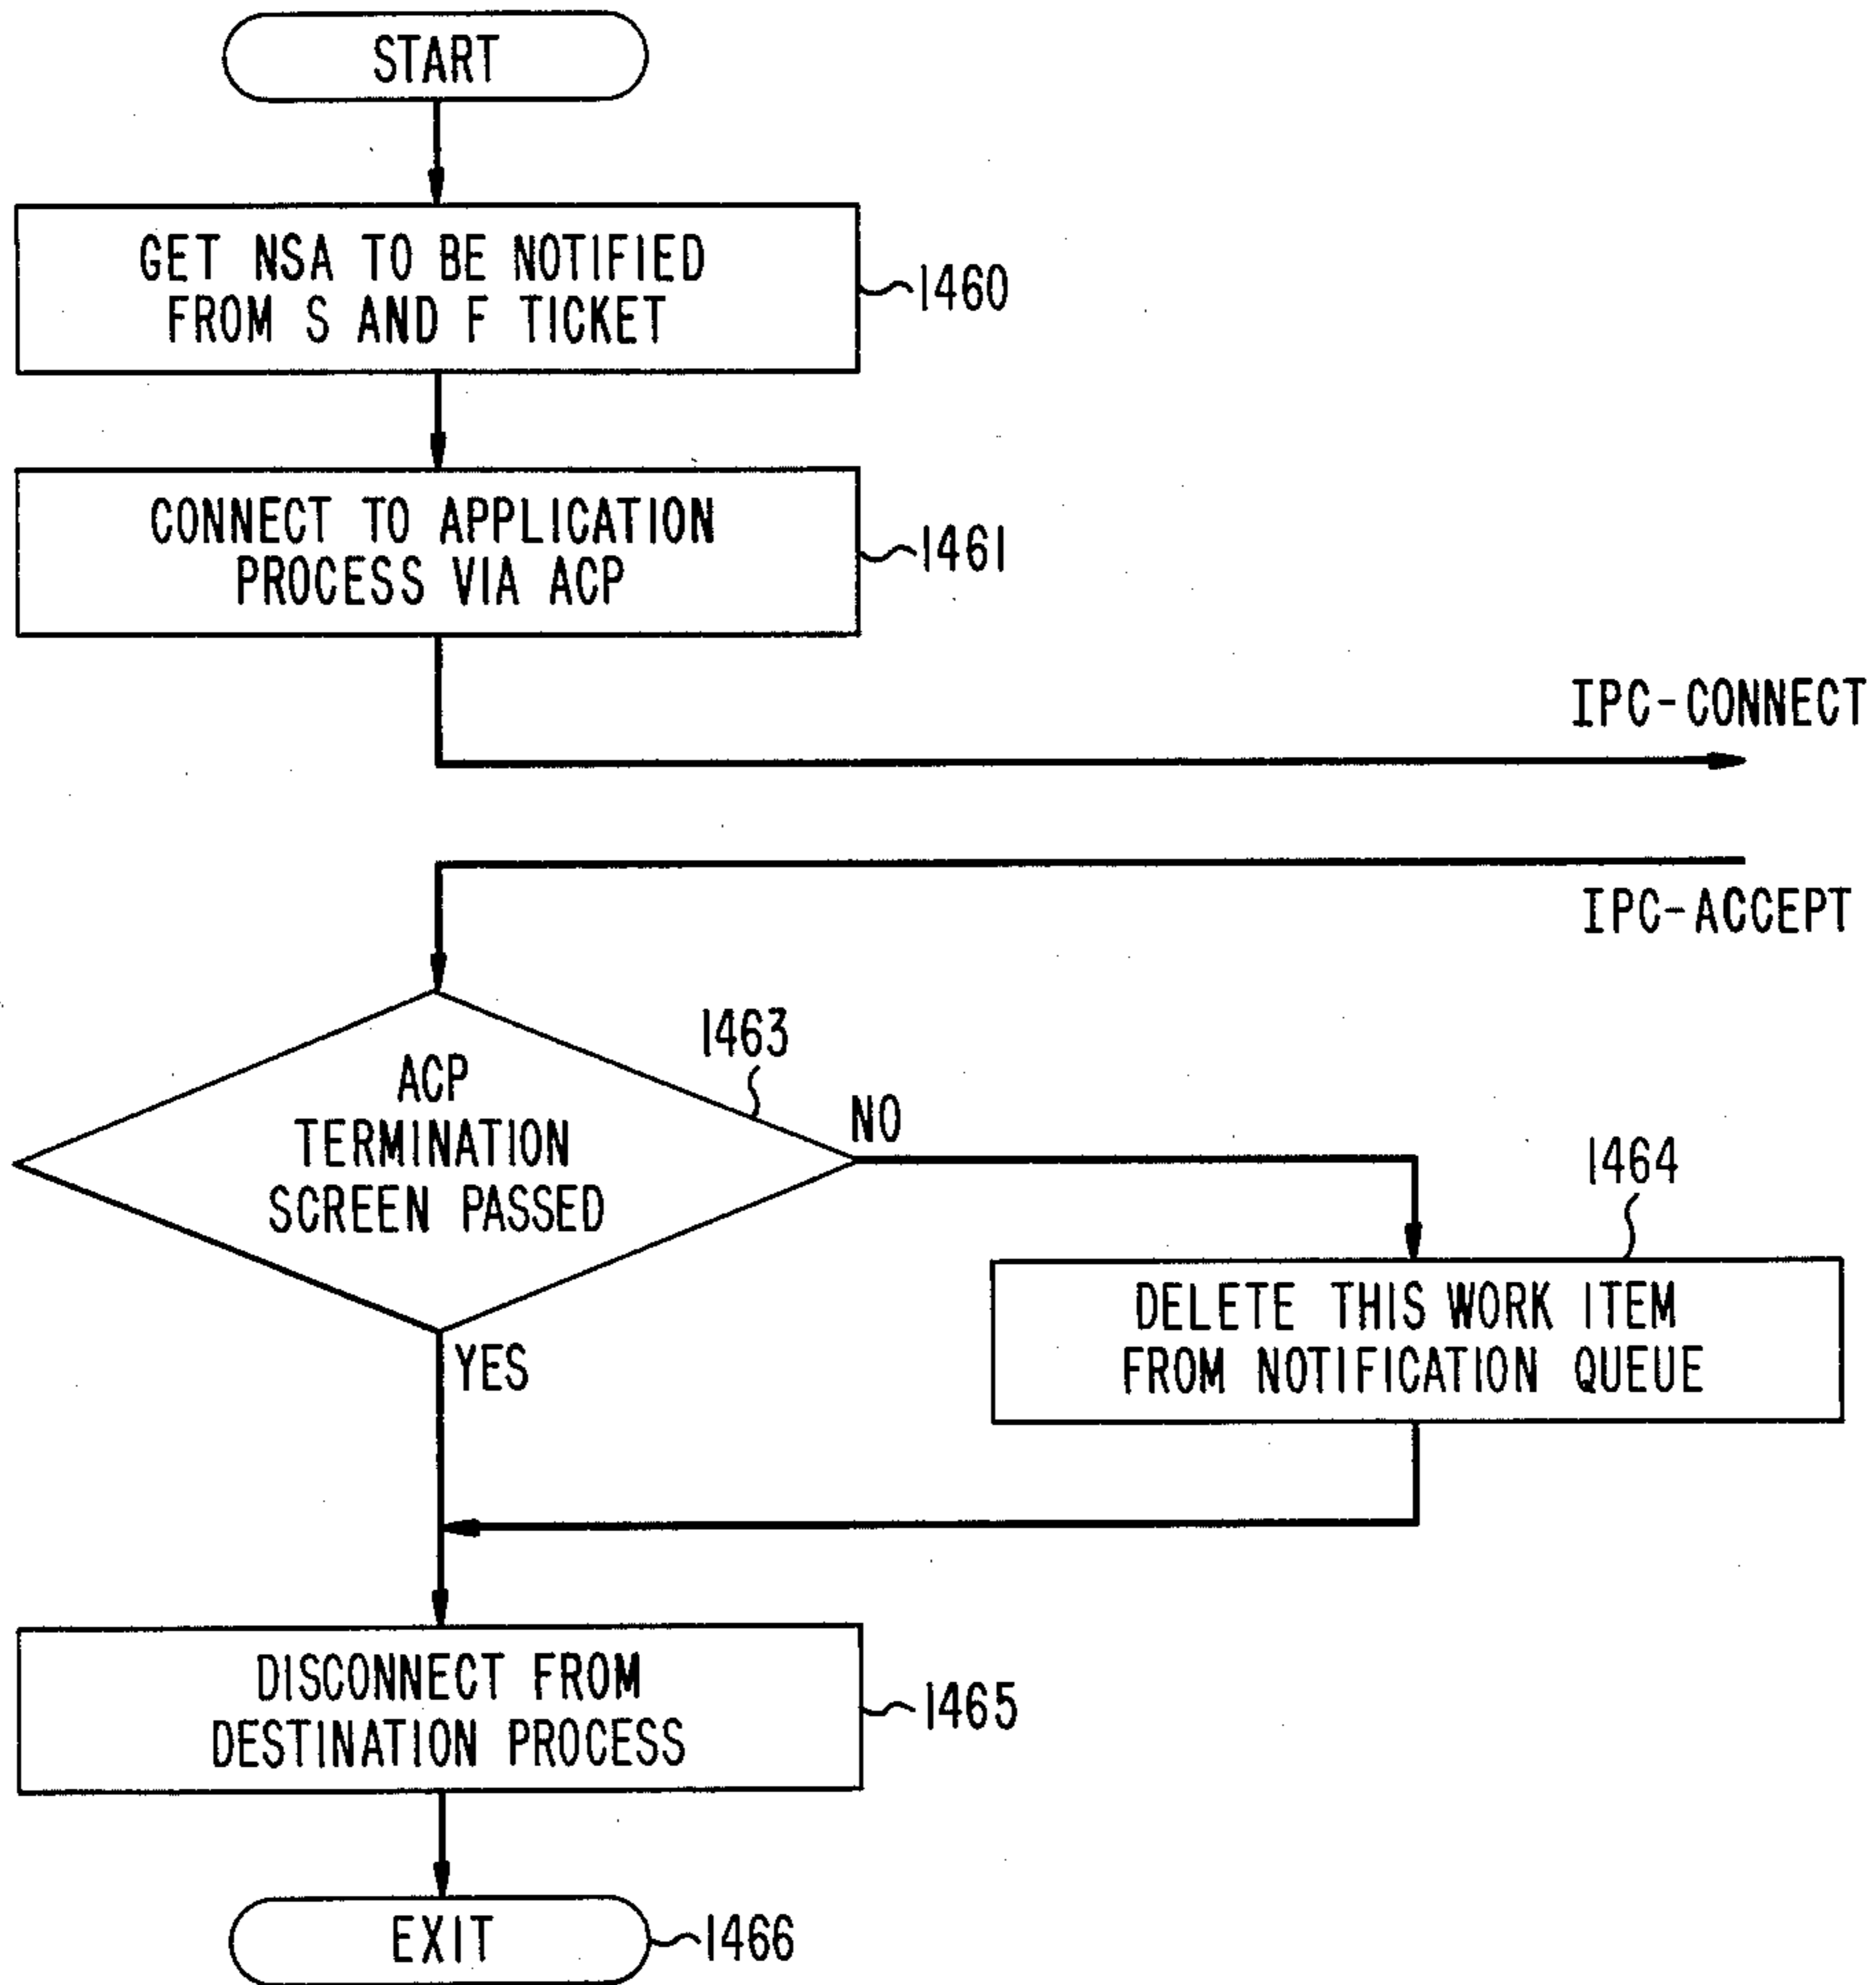 START
GET NSA TO BE NOTIFIED
FROM S AND F TICKET
1460
CONNECT TO APPLICATION
PROCESS VIA ACP
1461
IPC-CONNECT
IPC-ACCEPT
1463
ACP
TERMINATION
SCREEN PASSED
NO
YES
1464
DELETE THIS WORK ITEM
FROM NOTIFICATION QUEUE
DISCONNECT FROM
DESTINATION PROCESS
1465
EXIT
1466